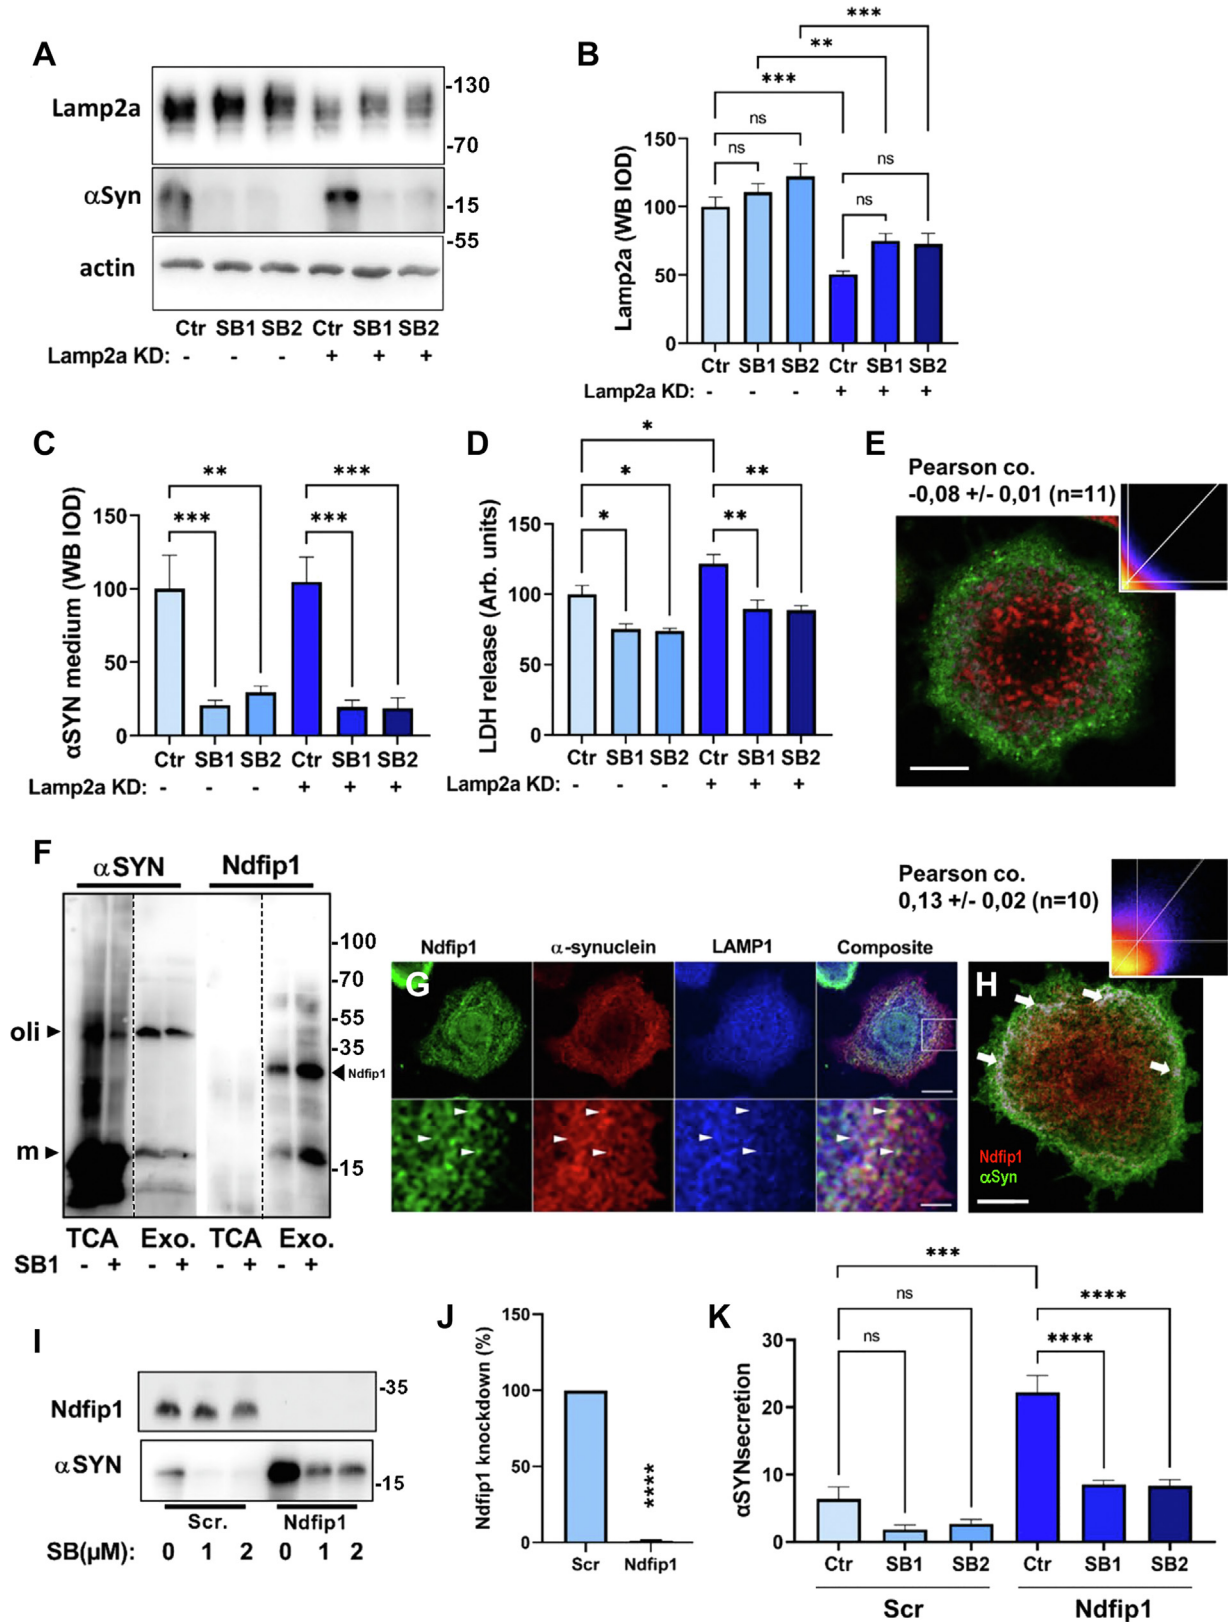 A
Lamp2a
-130
-70
αSyn
-15
-55
actin
Ctr SB1 SB2 Ctr SB1 SB2
Lamp2a KD: - - - + + +
B
***
**
***
ns
ns
ns
ns
Lamp2a (WB IOD)
150
100
50
0
Ctr SB1 SB2 Ctr SB1 SB2
Lamp2a KD: - - - + + +
C
**
***
***
***
αSYN medium (WB IOD)
150
100
50
0
Ctr SB1 SB2 Ctr SB1 SB2
Lamp2a KD: - - - + + +
D
*
*
**
*
**
LDH release (Arb. units)
150
100
50
0
Ctr SB1 SB2 Ctr SB1 SB2
Lamp2a KD: - - - + + +
E
Pearson co.
-0,08 +/- 0,01 (n=11)
F
αSYN Ndfip1
-100
-70
-55
-35
-15
oli
m
Ndfip1
TCA Exo. TCA Exo.
SB1 - + - + - + - +
G
Ndfip1 α-synuclein LAMP1 Composite
Pearson co.
0,13 +/- 0,02 (n=10)
H
Ndfip1
αSyn
I
Ndfip1
-35
αSYN
-15
Scr. Ndfip1
SB(µM): 0 1 2 0 1 2
J
Ndfip1 knockdown (%)
150
100
50
0
****
Scr Ndfip1
K
***
ns
****
ns
****
αSYNsecretion
30
20
10
0
Ctr SB1 SB2 Ctr SB1 SB2
Scr Ndfip1